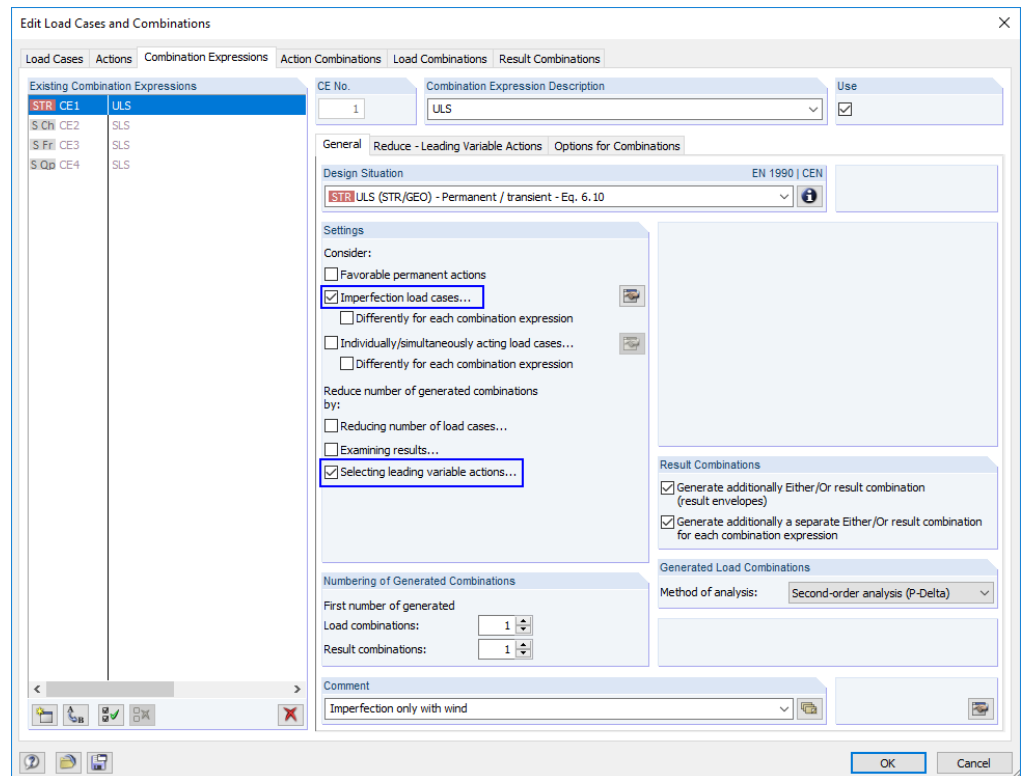 Edit Load Cases and Combinations
Load Cases Actions Combination Expressions Action Combinations Load Combinations Result Combinations
Existing Combination Expressions
STR CE1 ULS
S Ch CE2 SLS
S Fr CE3 SLS
S Qp CE4 SLS
CE No.
1
Combination Expression Description
ULS
Use
General Reduce - Leading Variable Actions Options for Combinations
Design Situation EN 1990 | CEN
STR ULS (STR/GEO) - Permanent / transient - Eq. 6.10
Settings
Consider:
Favorable permanent actions
Imperfection load cases...
Differently for each combination expression
Individually/simultaneously acting load cases...
Differently for each combination expression
Reduce number of generated combinations
by:
Reducing number of load cases...
Examining results...
Selecting leading variable actions...
Numbering of Generated Combinations
First number of generated
Load combinations: 1
Result combinations: 1
Result Combinations
Generate additionally Either/Or result combination
(result envelopes)
Generate additionally a separate Either/Or result combination
for each combination expression
Generated Load Combinations
Method of analysis: Second-order analysis (P-Delta)
Comment
Imperfection only with wind
OK Cancel